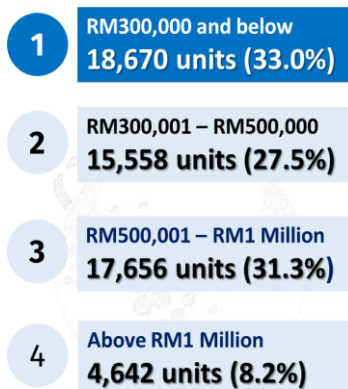 1
RM300,000 and below
18,670 units (33.0%)
2
RM300,001 – RM500,000
15,558 units (27.5%)
3
RM500,001 – RM1 Million
17,656 units (31.3%)
4
Above RM1 Million
4,642 units (8.2%)